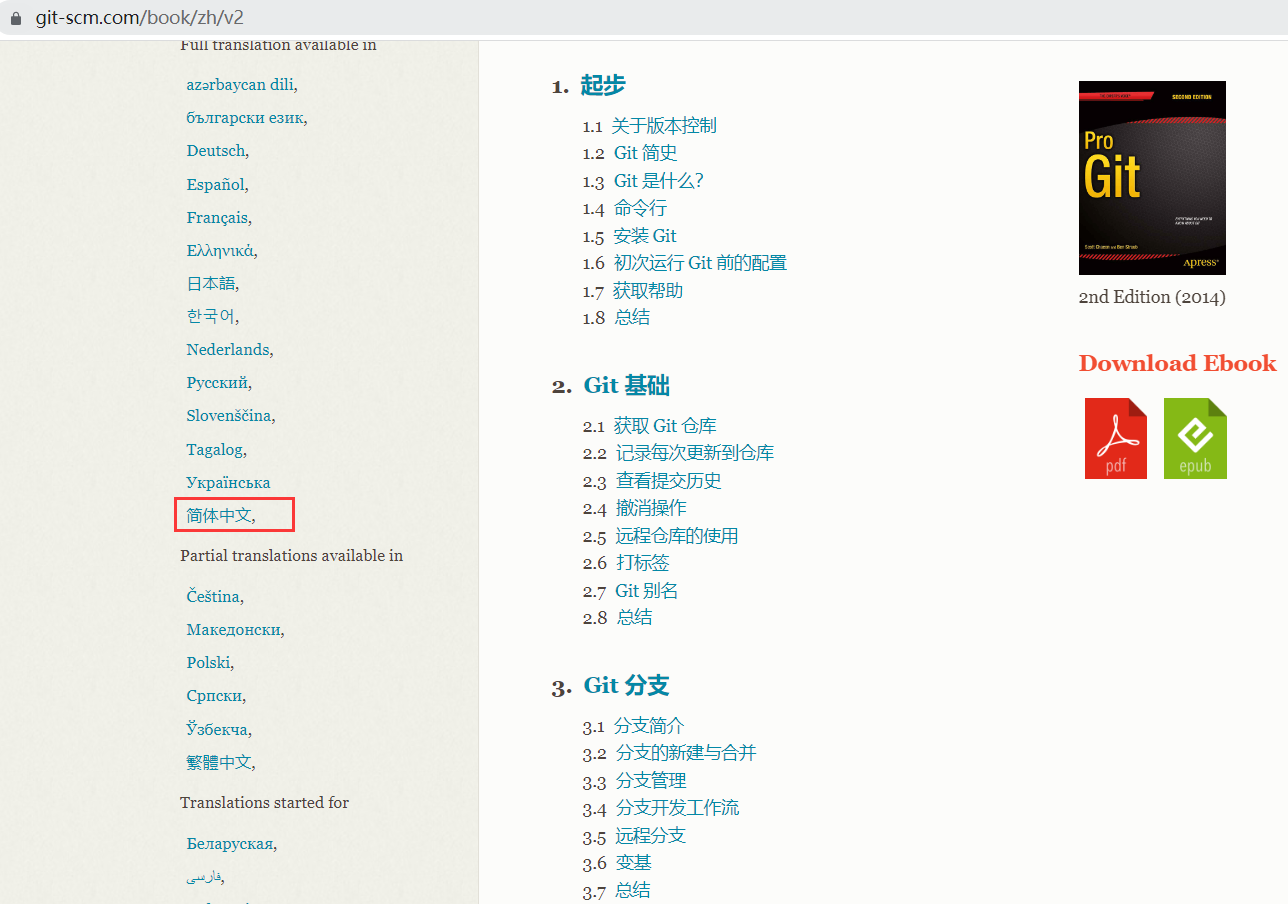 git-scm.com/book/zh/v2
Full translation available in
azərbaycan dili,
български език,
Deutsch,
Español,
Français,
Ελληνικά,
日本語,
한국어,
Nederlands,
Русский,
Slovenščina,
Tagalog,
Українська
简体中文,
Partial translations available in
Čeština,
Македонски,
Polski,
Српски,
Ўзбекча,
繁體中文,
Translations started for
Беларуская,
فارسی,
1. 起步
1.1 关于版本控制
1.2 Git 简史
1.3 Git 是什么？
1.4 命令行
1.5 安装 Git
1.6 初次运行 Git 前的配置
1.7 获取帮助
1.8 总结
2. Git 基础
2.1 获取 Git 仓库
2.2 记录每次更新到仓库
2.3 查看提交历史
2.4 撤消操作
2.5 远程仓库的使用
2.6 打标签
2.7 Git 别名
2.8 总结
3. Git 分支
3.1 分支简介
3.2 分支的新建与合并
3.3 分支管理
3.4 分支开发工作流
3.5 远程分支
3.6 变基
3.7 总结
SECOND EDITION
Pro
Git
EVERYTHING YOU NEED TO
KNOW ABOUT GIT
Scott Chacon and Ben Straub
Apress®
2nd Edition (2014)
Download Ebook
pdf
epub